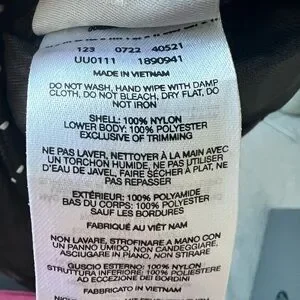 123 0722 40521
UU0111 1890941
MADE IN VIETNAM
DO NOT WASH, HAND WIPE WITH DAMP
CLOTH, DO NOT BLEACH, DRY FLAT, DO
NOT IRON
SHELL: 100% NYLON
LOWER BODY: 100% POLYESTER
EXCLUSIVE OF TRIMMING
NE PAS LAVER, NETTOYER À LA MAIN AVEC
UN TORCHON HUMIDE, NE PAS UTILISER
D'EAU DE JAVEL, FAIRE SÉCHER À PLAT, NE
PAS REPASSER
EXTÉRIEUR: 100% POLYAMIDE
BAS DU CORPS: 100% POLYESTER
SAUF LES BORDURES
FABRIQUÉ AU VIÊT NAM
NON LAVARE, STROFINARE A MANO CON
UN PANNO UMIDO, NON CANDEGGIARE,
ASCIUGARE IN PIANO, NON STIRARE
GUSCIO ESTERNO: 100% NYLON
STRUTTURA INFERIORE: 100% POLIESTERE
AD ECCEZIONE DEI BORDINI
FABBRICATO IN VIETNAM